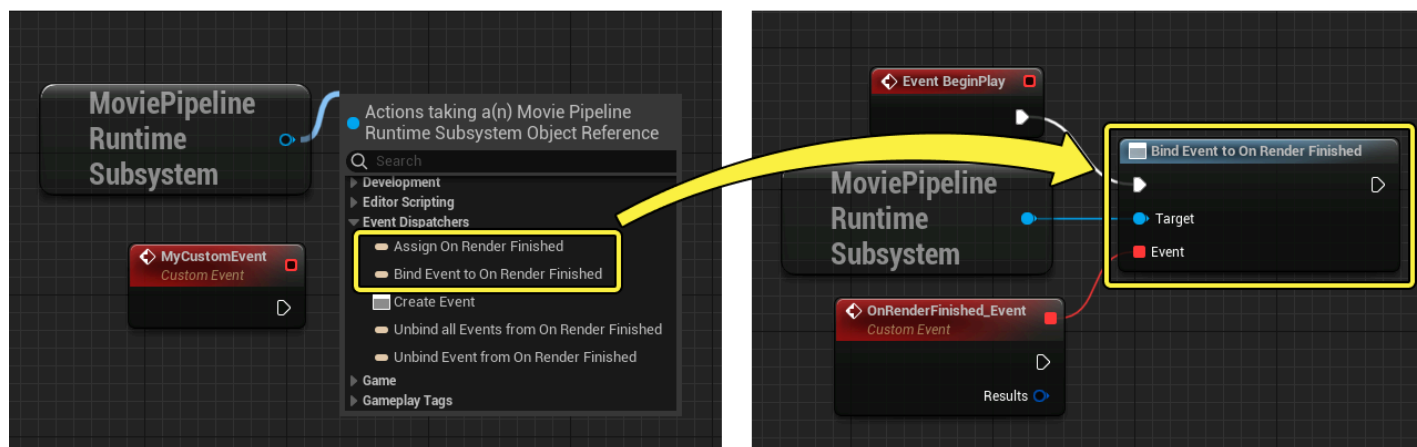 MoviePipeline
Runtime
Subsystem
MyCustomEvent
Custom Event
Actions taking a(n) Movie Pipeline
Runtime Subsystem Object Reference
Search
Development
Editor Scripting
Event Dispatchers
Assign On Render Finished
Bind Event to On Render Finished
Create Event
Unbind all Events from On Render Finished
Unbind Event from On Render Finished
Game
Gameplay Tags
Event BeginPlay
MoviePipeline
Runtime
Subsystem
OnRenderFinished_Event
Custom Event
Results
Bind Event to On Render Finished
Target
Event